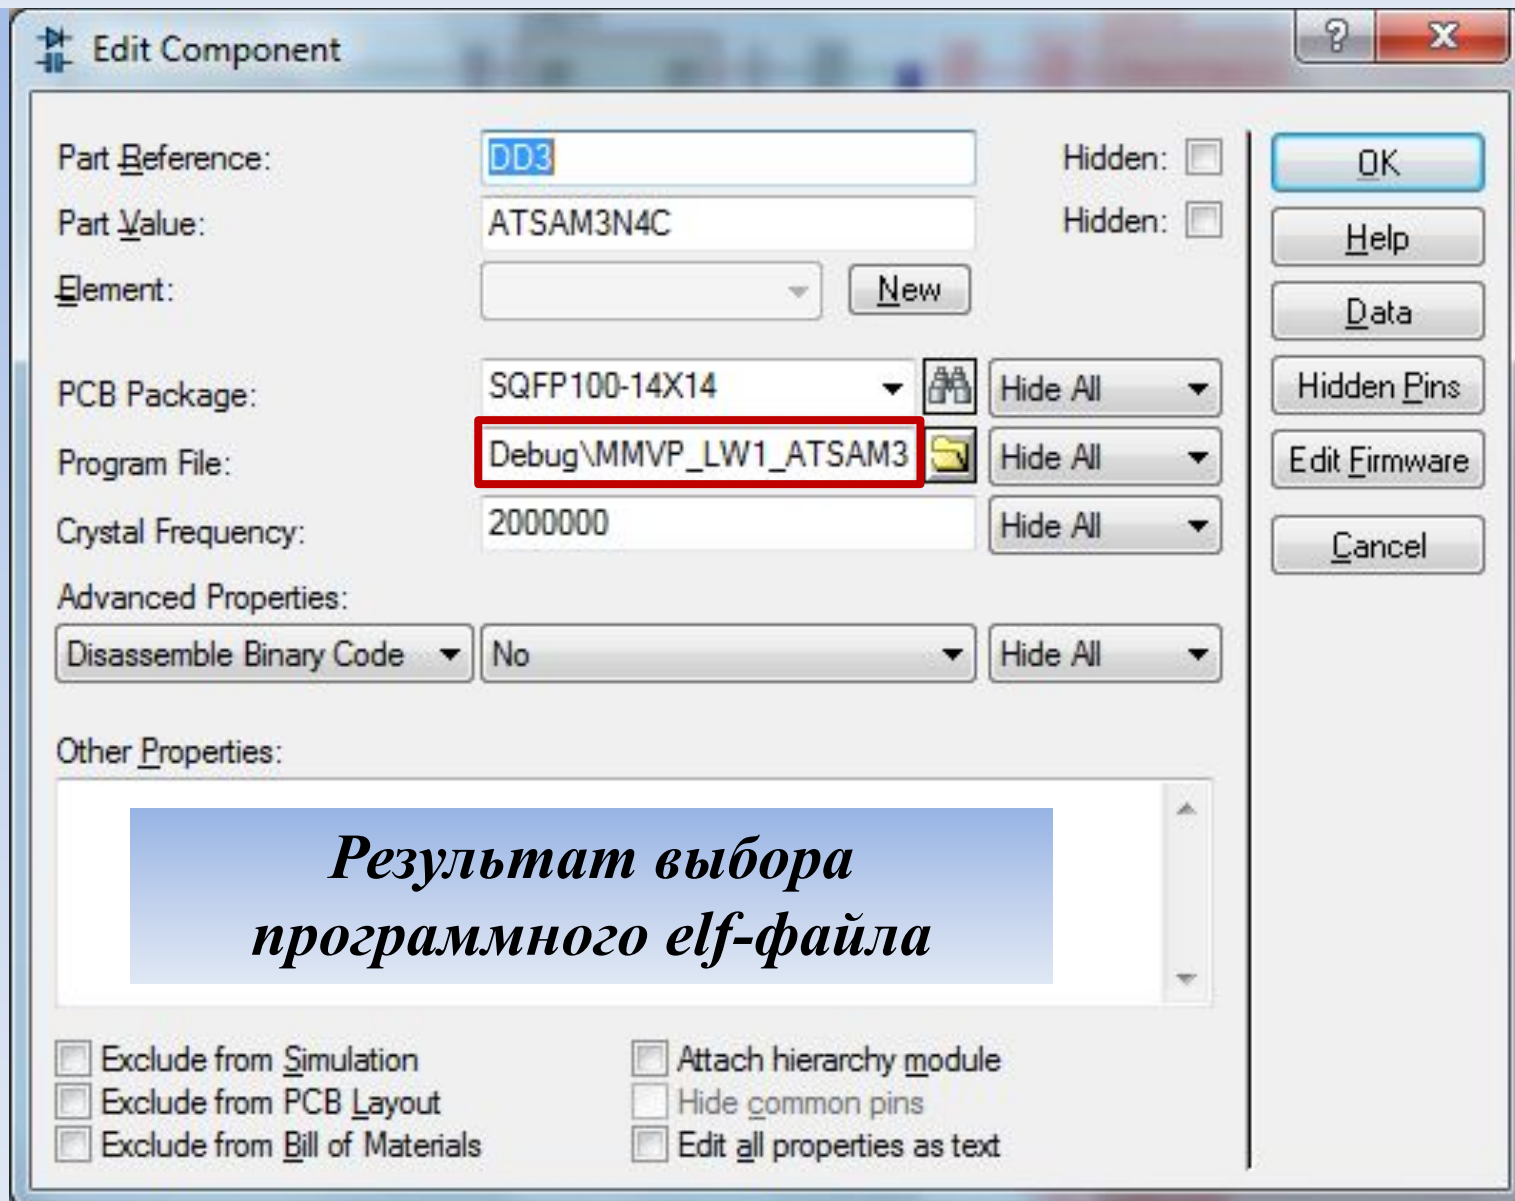 Edit Component
Part Reference: DD3 Hidden:
Part Value: ATSAM3N4C Hidden:
Element: New
PCB Package: SQFP100-14X14 Hide All
Program File: Debug\MMVP_LW1_ATSAM3 Hide All
Crystal Frequency: 2000000 Hide All
Advanced Properties:
Disassemble Binary Code No Hide All
Other Properties:
Результат выбора
программного elf-файла
Exclude from Simulation Attach hierarchy module
Exclude from PCB Layout Hide common pins
Exclude from Bill of Materials Edit all properties as text
? X
OK
Help
Data
Hidden Pins
Edit Firmware
Cancel